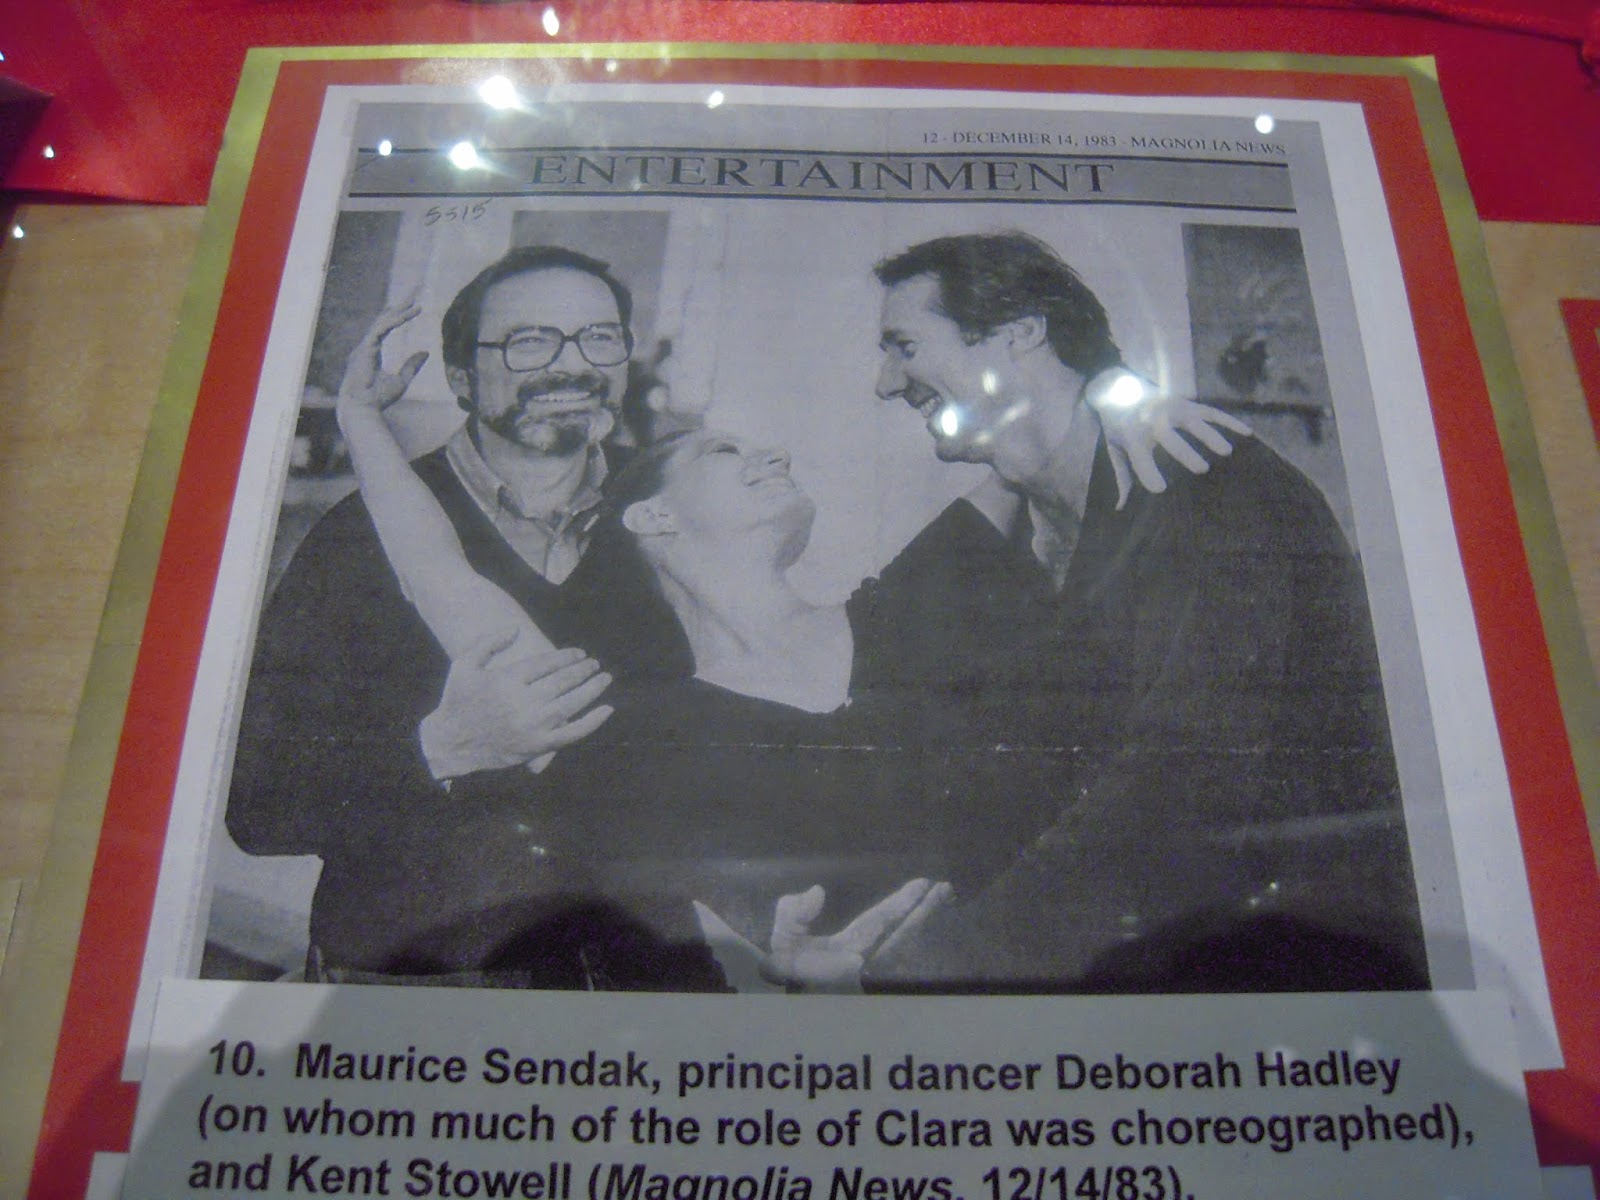 12 - DECEMBER 14, 1983 - MAGNOLIA NEWS
ENTERTAINMENT
5515
10. Maurice Sendak, principal dancer Deborah Hadley
(on whom much of the role of Clara was choreographed),
and Kent Stowell (Magnolia News, 12/14/83).